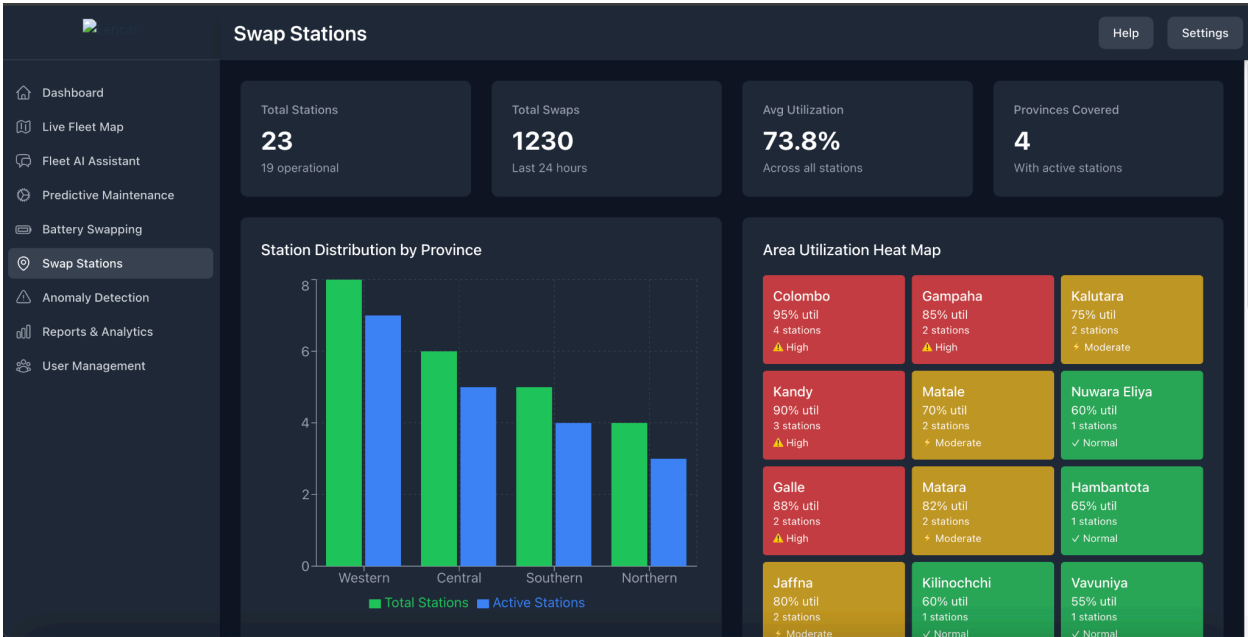 Swap Stations
Help
Settings
Dashboard
Live Fleet Map
Fleet AI Assistant
Predictive Maintenance
Battery Swapping
Swap Stations
Anomaly Detection
Reports & Analytics
User Management
Total Stations
23
19 operational
Total Swaps
1230
Last 24 hours
Avg Utilization
73.8%
Across all stations
Provinces Covered
4
With active stations
Station Distribution by Province
8
6
4
2
0
Western Central Southern Northern
Total Stations Active Stations
Area Utilization Heat Map
Colombo
95% util
4 stations
High
Gampaha
85% util
2 stations
High
Kalutara
75% util
2 stations
Moderate
Kandy
90% util
3 stations
High
Matale
70% util
2 stations
Moderate
Nuwara Eliya
60% util
1 stations
Normal
Galle
88% util
2 stations
High
Matara
82% util
2 stations
Moderate
Hambantota
65% util
1 stations
Normal
Jaffna
80% util
2 stations
Moderate
Kilinochchi
60% util
1 stations
Normal
Vavuniya
55% util
1 stations
Normal